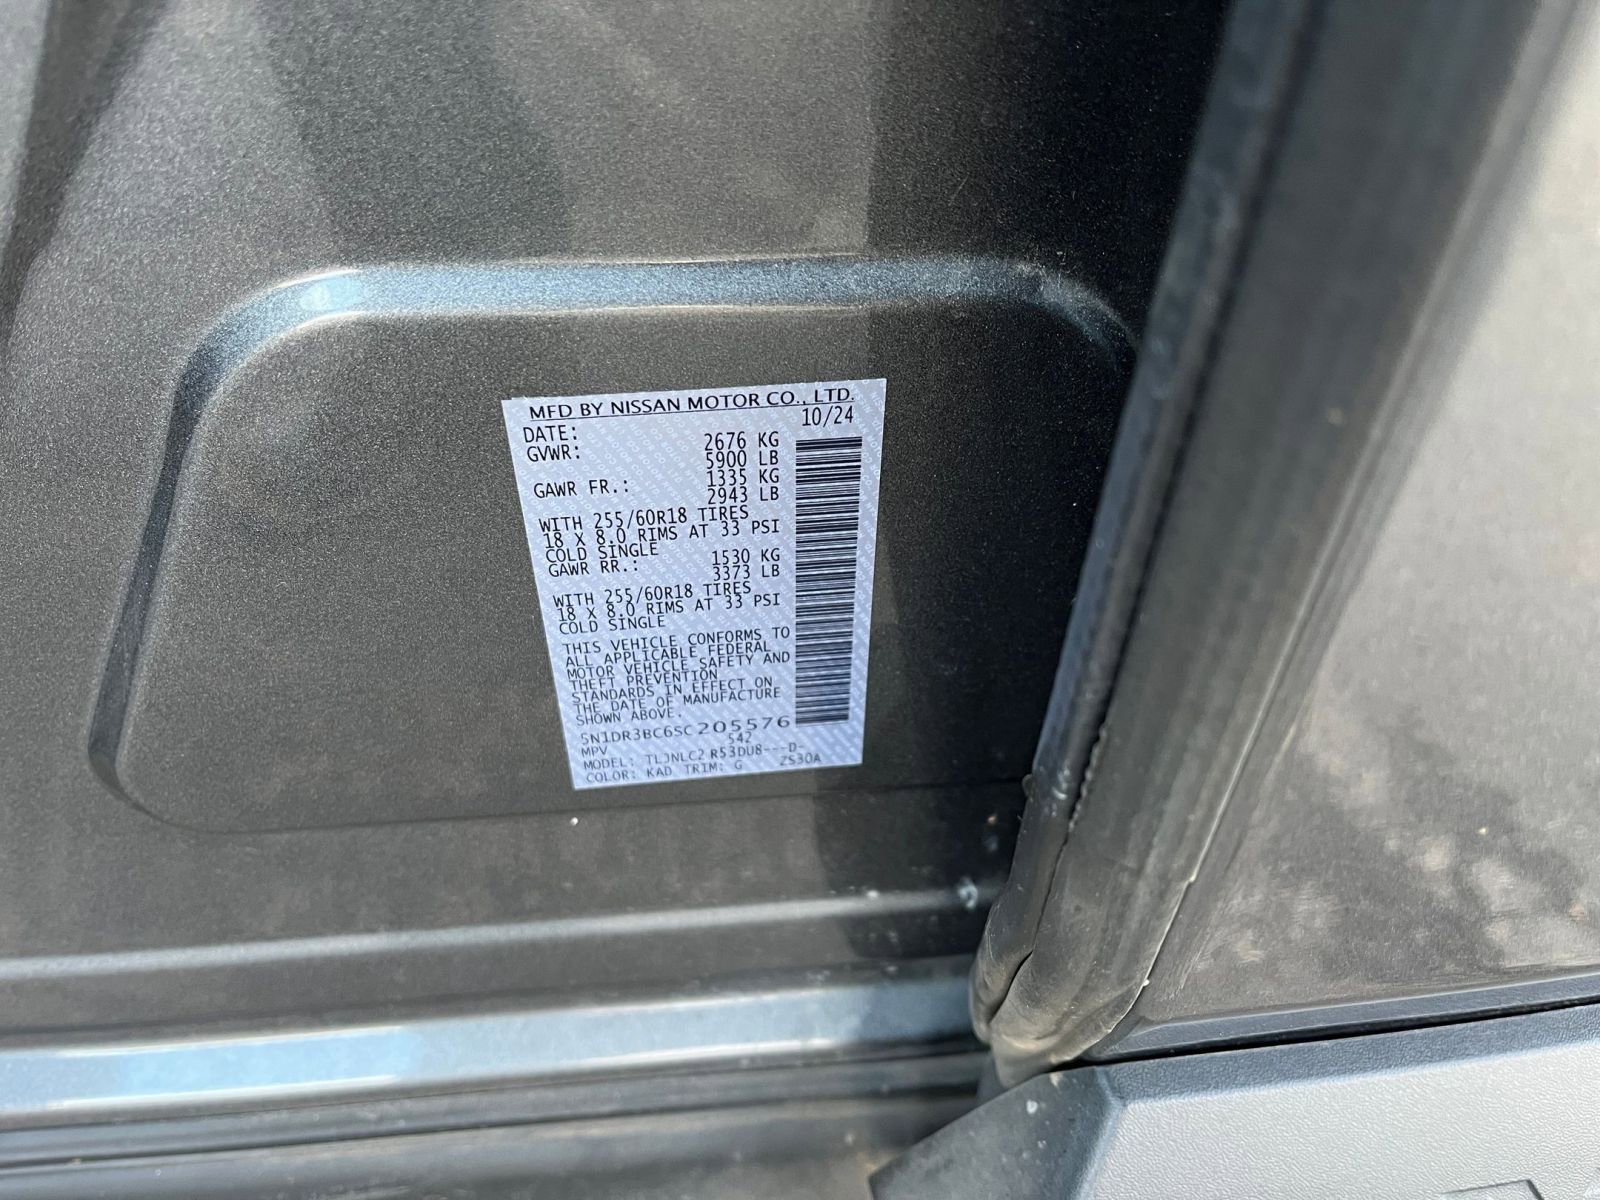 MFD BY NISSAN MOTOR CO., LTD.
DATE: 10/24
GVWR: 2676 KG
5900 LB
GAWR FR.: 1335 KG
2943 LB
WITH 255/60R18 TIRES
18 X 8.0 RIMS AT 33 PSI
COLD SINGLE
GAWR RR.: 1530 KG
3373 LB
WITH 255/60R18 TIRES
18 X 8.0 RIMS AT 33 PSI
COLD SINGLE
THIS VEHICLE CONFORMS TO
ALL APPLICABLE FEDERAL
MOTOR VEHICLE SAFETY AND
THEFT PREVENTION
STANDARDS IN EFFECT ON
THE DATE OF MANUFACTURE
SHOWN ABOVE.
5N1DR3BC6SC205576
MPV 542
MODEL: TLJNLC2 R53DU8---D-
COLOR: KAD TRIM: G ZS30A